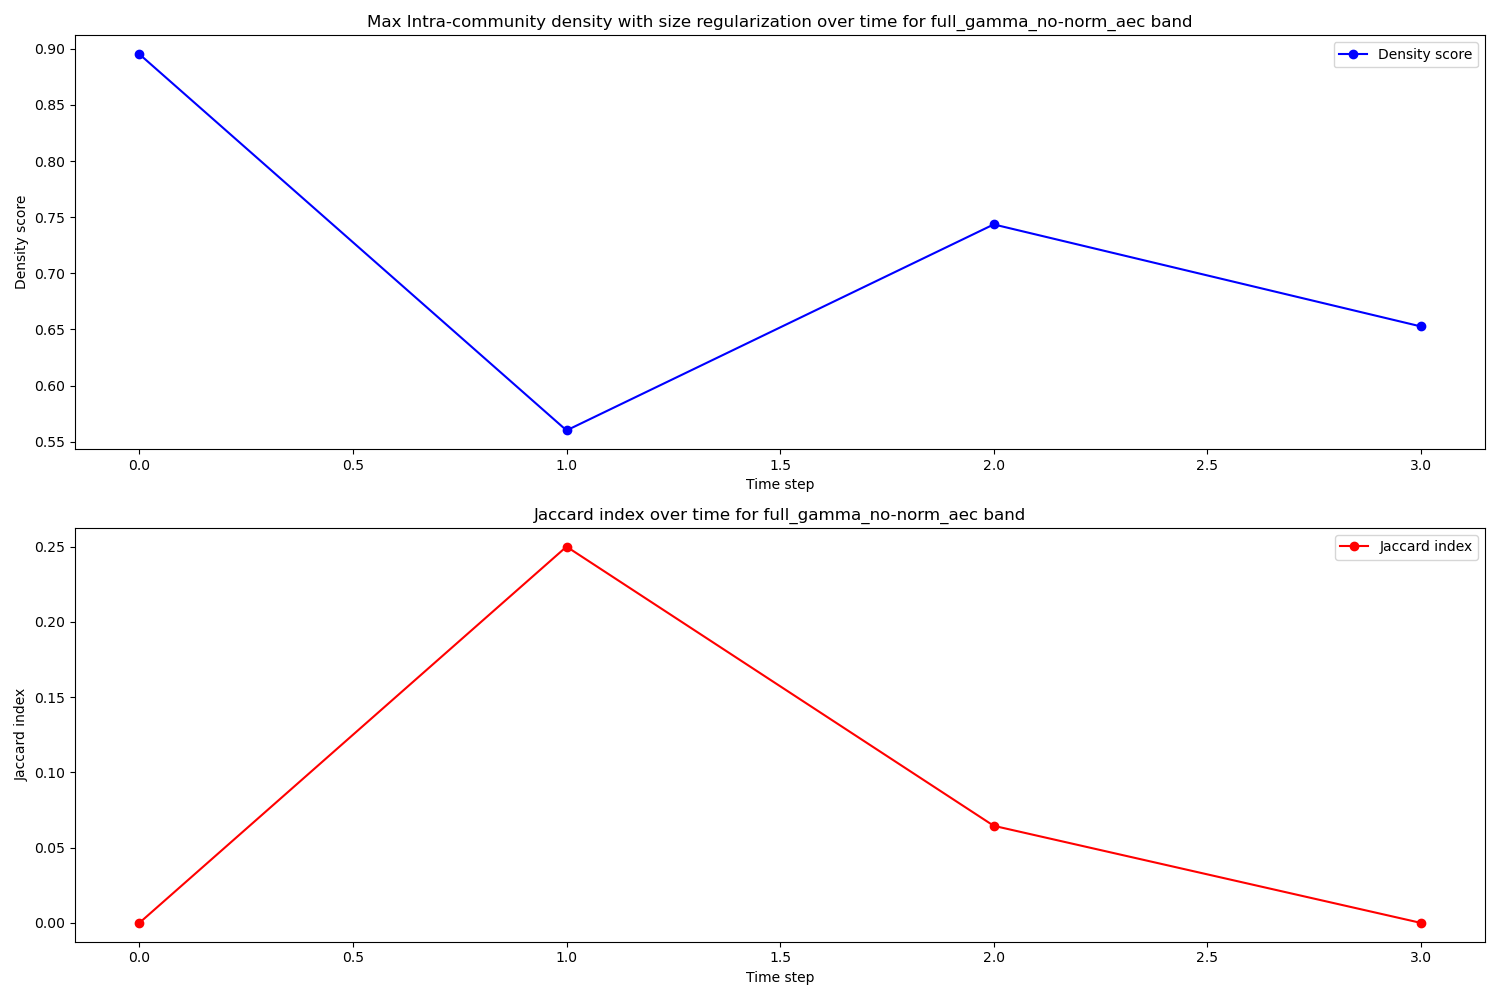 Max Intra-community density with size regularization over time for full_gamma_no-norm_aec band
Density score
0.90
0.85
0.80
0.75
0.70
0.65
0.60
0.55
Density score
0.0 0.5 1.0 1.5 2.0 2.5 3.0
Time step
Jaccard index over time for full_gamma_no-norm_aec band
Jaccard index
0.25
0.20
0.15
0.10
0.05
0.00
Jaccard index
0.0 0.5 1.0 1.5 2.0 2.5 3.0
Time step